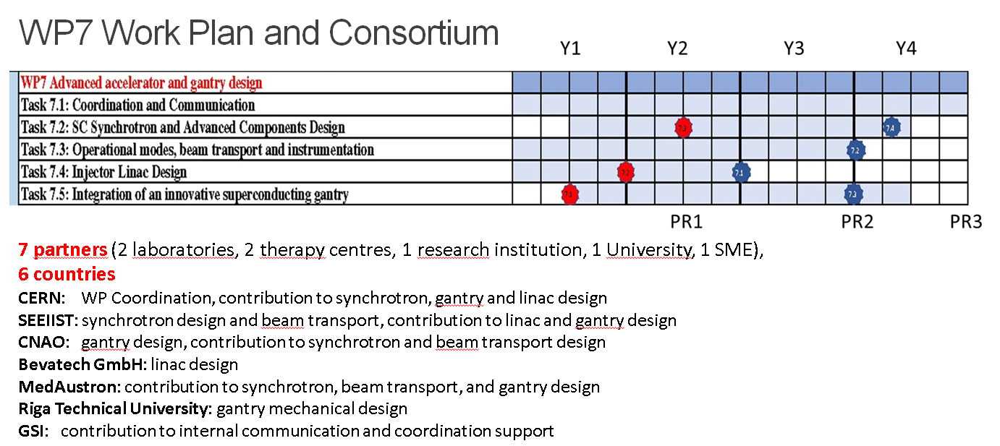 WP7 Work Plan and Consortium
Y1 Y2 Y3 Y4
WP7 Advanced accelerator and gantry design
Task 7.1: Coordination and Communication
Task 7.2: SC Synchrotron and Advanced Components Design 7.3 7.4
Task 7.3: Operational modes, beam transport and instrumentation 7.2
Task 7.4: Injector Linac Design 7.2 7.1
Task 7.5: Integration of an innovative superconducting gantry 7.1 7.3
PR1 PR2 PR3
7 partners (2 laboratories, 2 therapy centres, 1 research institution, 1 University, 1 SME),
6 countries
CERN: WP Coordination, contribution to synchrotron, gantry and linac design
SEEIIST: synchrotron design and beam transport, contribution to linac and gantry design
CNAO: gantry design, contribution to synchrotron and beam transport design
Bevatech GmbH: linac design
MedAustron: contribution to synchrotron, beam transport, and gantry design
Riga Technical University: gantry mechanical design
GSI: contribution to internal communication and coordination support